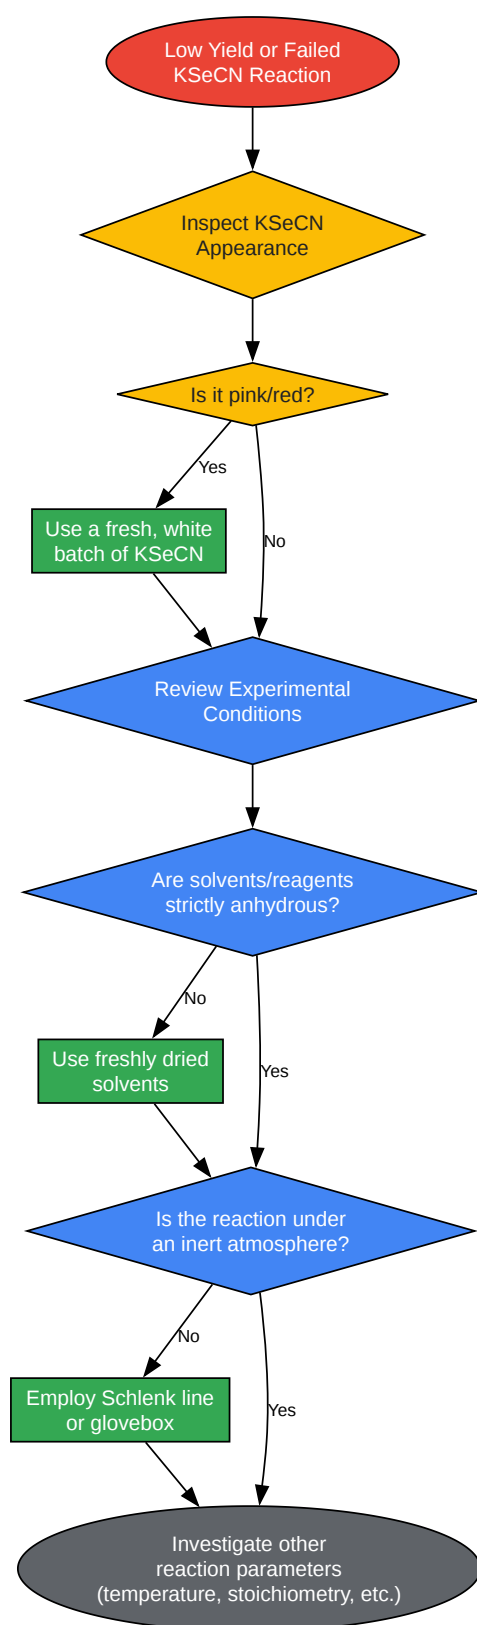 Low Yield or Failed
KSeCN Reaction
Inspect KSeCN
Appearance
Is it pink/red?
Yes
Use a fresh, white
batch of KSeCN
No
Review Experimental
Conditions
Are solvents/reagents
strictly anhydrous?
No
Use freshly dried
solvents
Yes
Is the reaction under
an inert atmosphere?
No
Employ Schlenk line
or glovebox
Yes
Investigate other
reaction parameters
(temperature, stoichiometry, etc.)